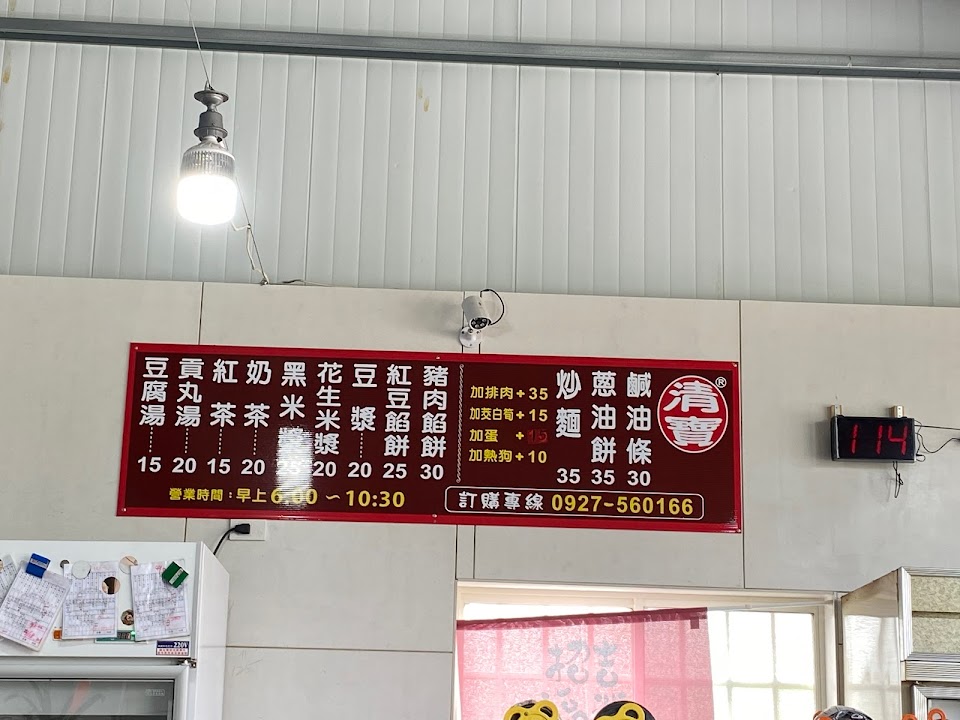 清寶®
鹹油條 30
蔥油餅 35
炒麵 35
加排肉+35
加茭白筍+15
加蛋 +
加熱狗+10
豬肉餡餅 30
紅豆餡餅 25
豆漿 20
花生米漿 20
黑米漿 25
奶茶 20
紅茶 15
貢丸湯 20
豆腐湯 15
營業時間:早上6:00~10:30
訂購專線 0927-560166
114
220V